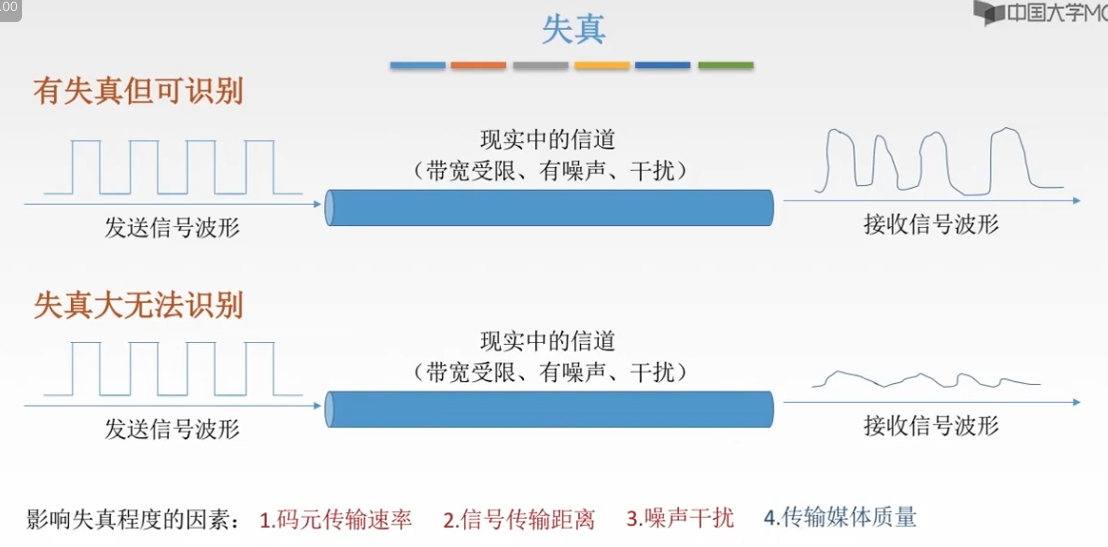 .00
中国大学MO
失真
有失真但可识别
现实中的信道
（带宽受限、有噪声、干扰）
发送信号波形
接收信号波形
失真大无法识别
现实中的信道
（带宽受限、有噪声、干扰）
发送信号波形
接收信号波形
影响失真程度的因素： 1.码元传输速率 2.信号传输距离 3.噪声干扰 4.传输媒体质量